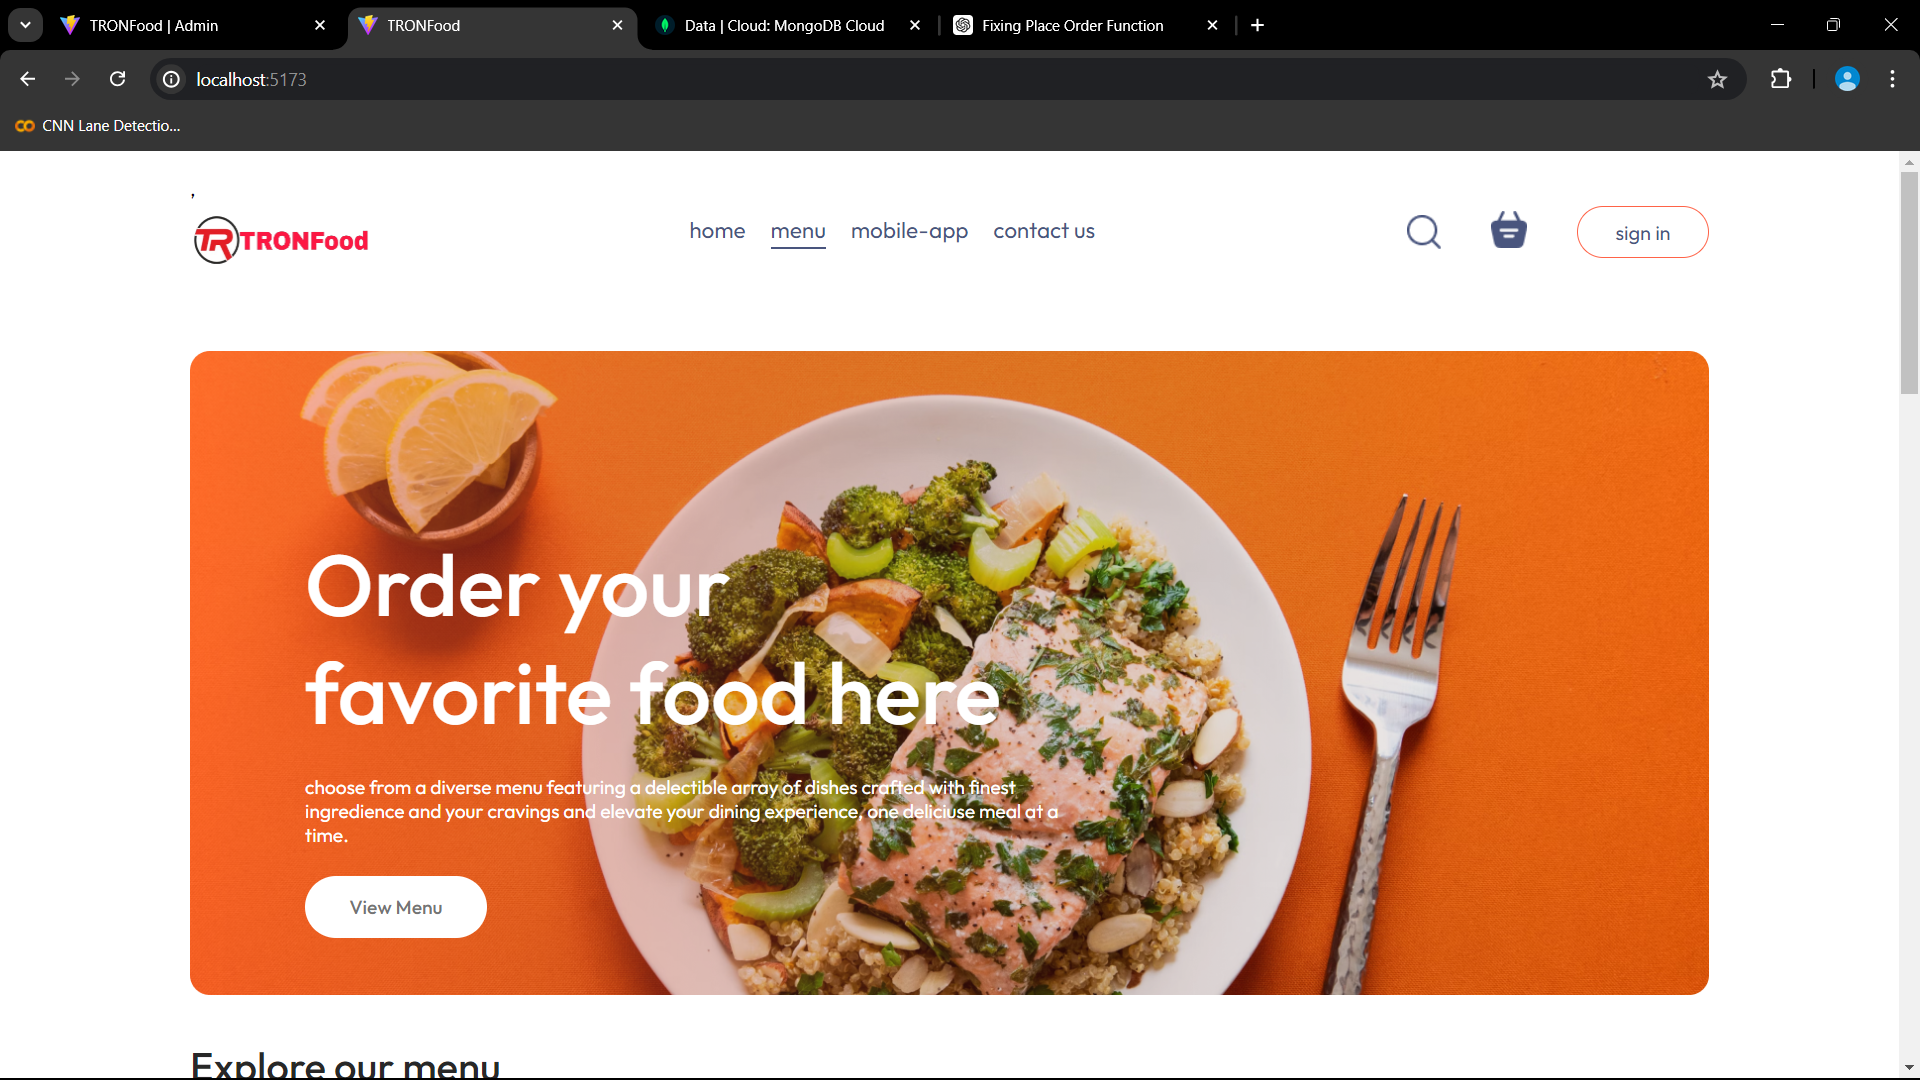 TRONFood | Admin
TRONFood
Data | Cloud: MongoDB Cloud
Fixing Place Order Function
localhost:5173
CNN Lane Detectio...
,
TR TRONFood
home
menu
mobile-app
contact us
sign in
Order your
favorite food here
choose from a diverse menu featuring a delectible array of dishes crafted with finest
ingredience and your cravings and elevate your dining experience. one deliciuse meal at a
time.
View Menu
Explore our menu